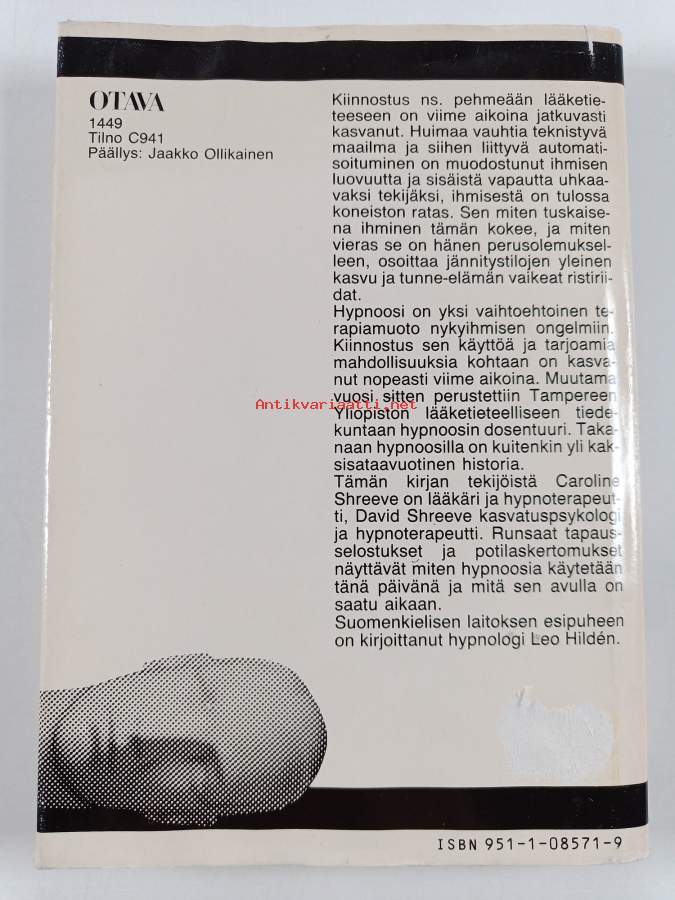 OTAVA
1449
Tilno C941
Päällys: Jaakko Ollikainen
Kiinnostus ns. pehmeään lääketie-
teeseen on viime aikoina jatkuvasti
kasvanut. Huimaa vauhtia teknistyvä
maailma ja siihen liittyvä automati-
soituminen on muodostunut ihmisen
luovuutta ja sisäistä vapautta uhkaa-
vaksi tekijäksi, ihmisestä on tulossa
koneiston ratas. Sen miten tuskaise-
na ihminen tämän kokee, ja miten
vieras se on hänen perusolemuksel-
leen, osoittaa jännitystilojen yleinen
kasvu ja tunne-elämän vaikeat ristirii-
dat.
Hypnoosi on yksi vaihtoehtoinen te-
rapiamuoto nykyihmisen ongelmiin.
Kiinnostus sen käyttöä ja tarjoamia
mahdollisuuksia kohtaan on kasva-
nut nopeasti viime aikoina. Muutama
vuosi sitten perustettiin Tampereen
Antikvariaatti.net
Yliopiston lääketieteelliseen tiede-
kuntaan hypnoosin dosentuuri. Taka-
naan hypnoosilla on kuitenkin yli kak-
sisataavuotinen historia.
Tämän kirjan tekijöistä Caroline
Shreeve on lääkäri ja hypnoterapeut-
ti, David Shreeve kasvatuspsykologi
ja hypnoterapeutti. Runsaat tapaus-
selostukset ja potilaskertomukset
näyttävät miten hypnoosia käytetään
tänä päivänä ja mitä sen avulla on
saatu aikaan.
Suomenkielisen laitoksen esipuheen
on kirjoittanut hypnologi Leo Hildén.
ISBN 951-1-08571-9